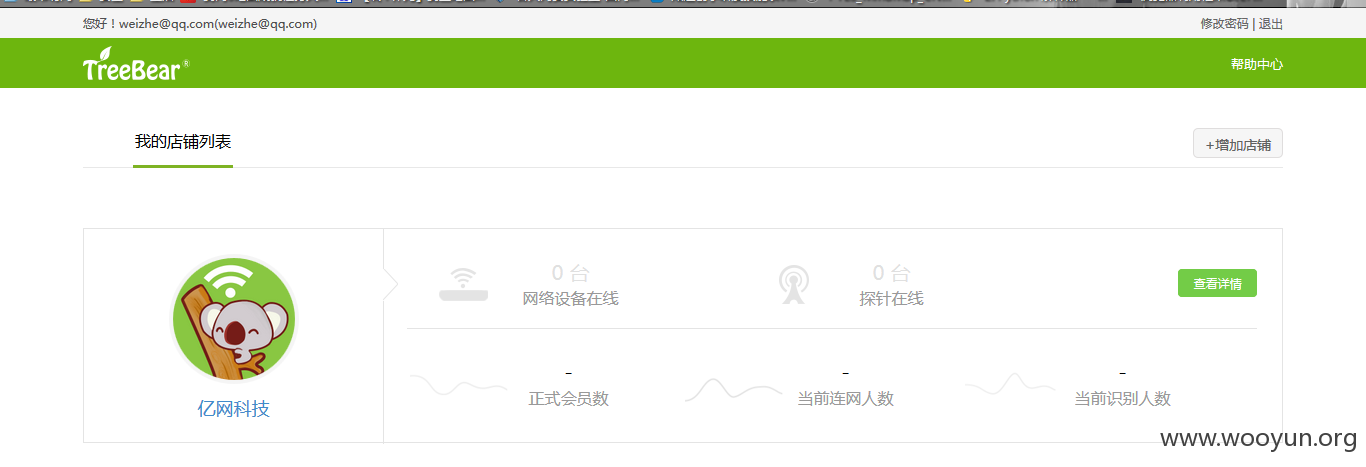 您好！weizhe@qq.com(weizhe@qq.com)
修改密码 | 退出
TreeBear®
帮助中心
我的店铺列表
+增加店铺
0 台
网络设备在线
0 台
探针在线
查看详情
亿网科技
-
正式会员数
-
当前连网人数
-
当前识别人数
www.wooyun.org